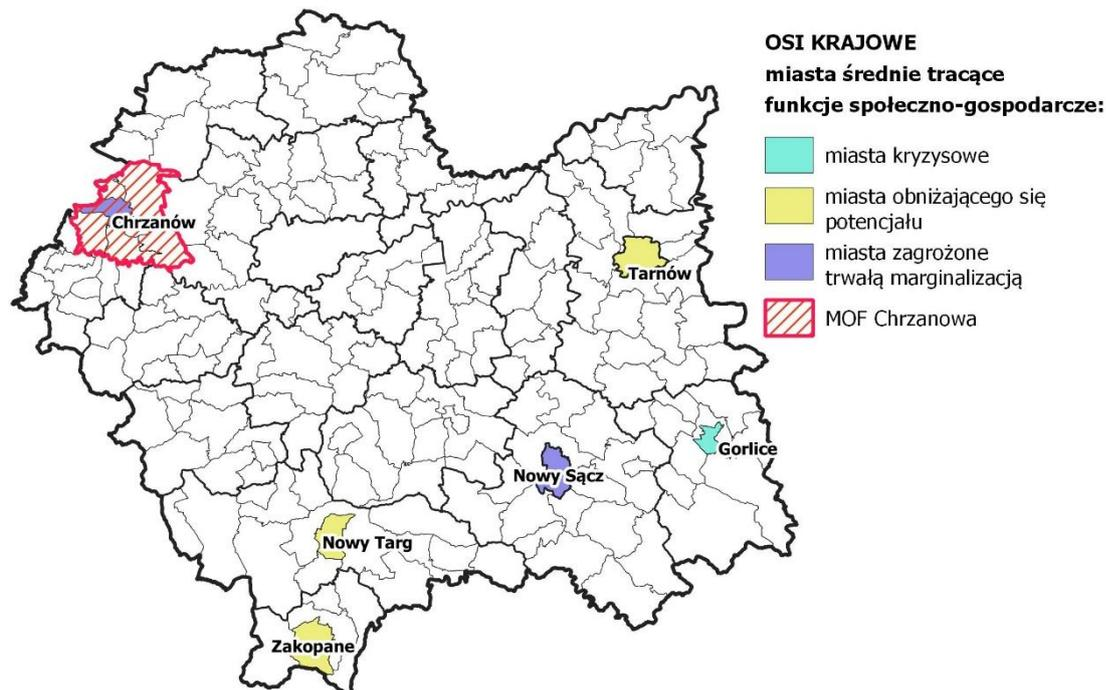 OSI KRAJOWE
miasta średnie tracące
funkcje społeczno-gospodarcze:
miasta kryzysowe
miasta obniżającego się
potencjału
miasta zagrożone
trwałą marginalizacją
MOF Chrzanowa
Chrzanów
Tarnów
Gorlice
Nowy Sącz
Nowy Targ
Zakopane